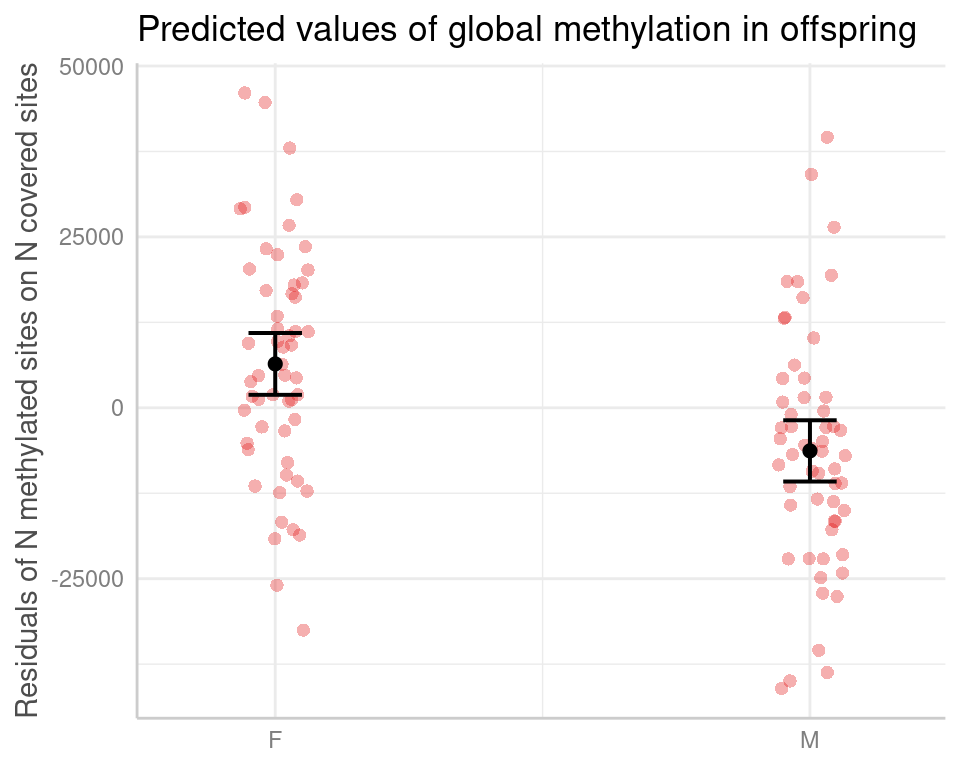 Predicted values of global methylation in offspring
Residuals of N methylated sites on N covered sites
50000
25000
0
-25000
F
M